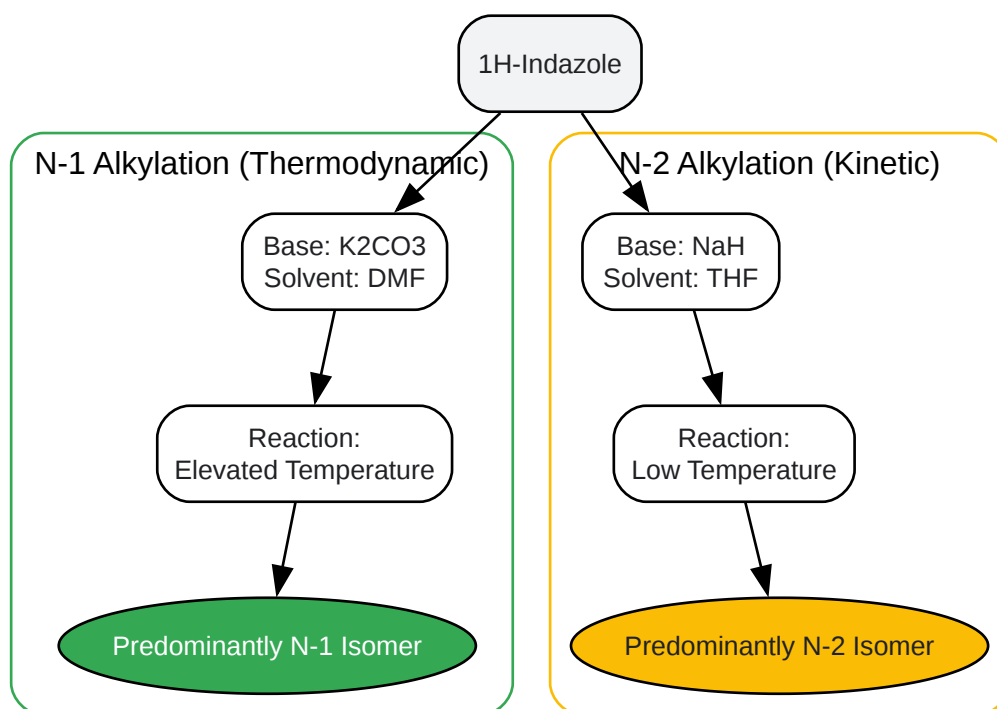 1H-Indazole
N-1 Alkylation (Thermodynamic)
Base: K2CO3
Solvent: DMF
Reaction:
Elevated Temperature
Predominantly N-1 Isomer
N-2 Alkylation (Kinetic)
Base: NaH
Solvent: THF
Reaction:
Low Temperature
Predominantly N-2 Isomer